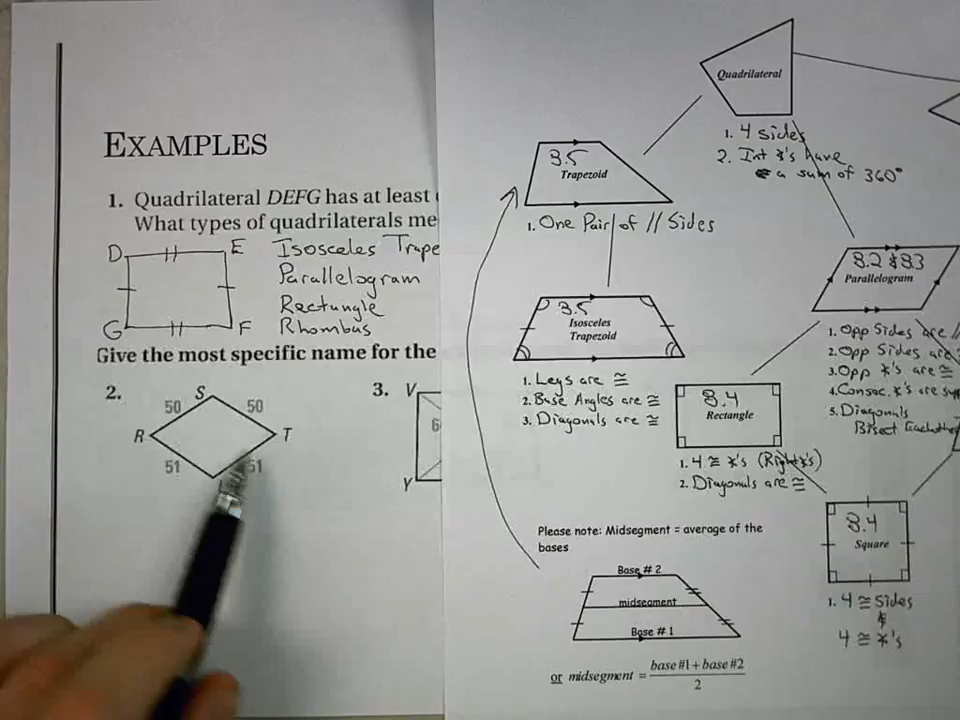 EXAMPLES
1. Quadrilateral DEFG has at least
What types of quadrilaterals me
D E Isosceles Trape
Parallelogram
Rectangle
G F Rhombus
Give the most specific name for the
2.
S
50 50
R T
51 51
3. V
6
Y
Quadrilateral
1. 4 sides
2. Int ∠'s have
a sum of 360°
3.5
Trapezoid
1. One Pair of // Sides
3.5
Isosceles
Trapezoid
1. Legs are ≅
2. Base Angles are ≅
3. Diagonals are ≅
8.2 & 8.3
Parallelogram
1. Opp Sides are //
2. Opp Sides are ≅
3. Opp ∠'s are ≅
4. Consec. ∠'s are sup
5. Diagonals
Bisect Eachother
8.4
Rectangle
1. 4 ≅ ∠'s (Right ∠'s)
2. Diagonals are ≅
8.4
Square
1. 4 ≅ Sides
&
4 ≅ ∠'s
Please note: Midsegment = average of the
bases
Base # 2
midsegment
Base # 1
or midsegment = base #1 + base #2
2